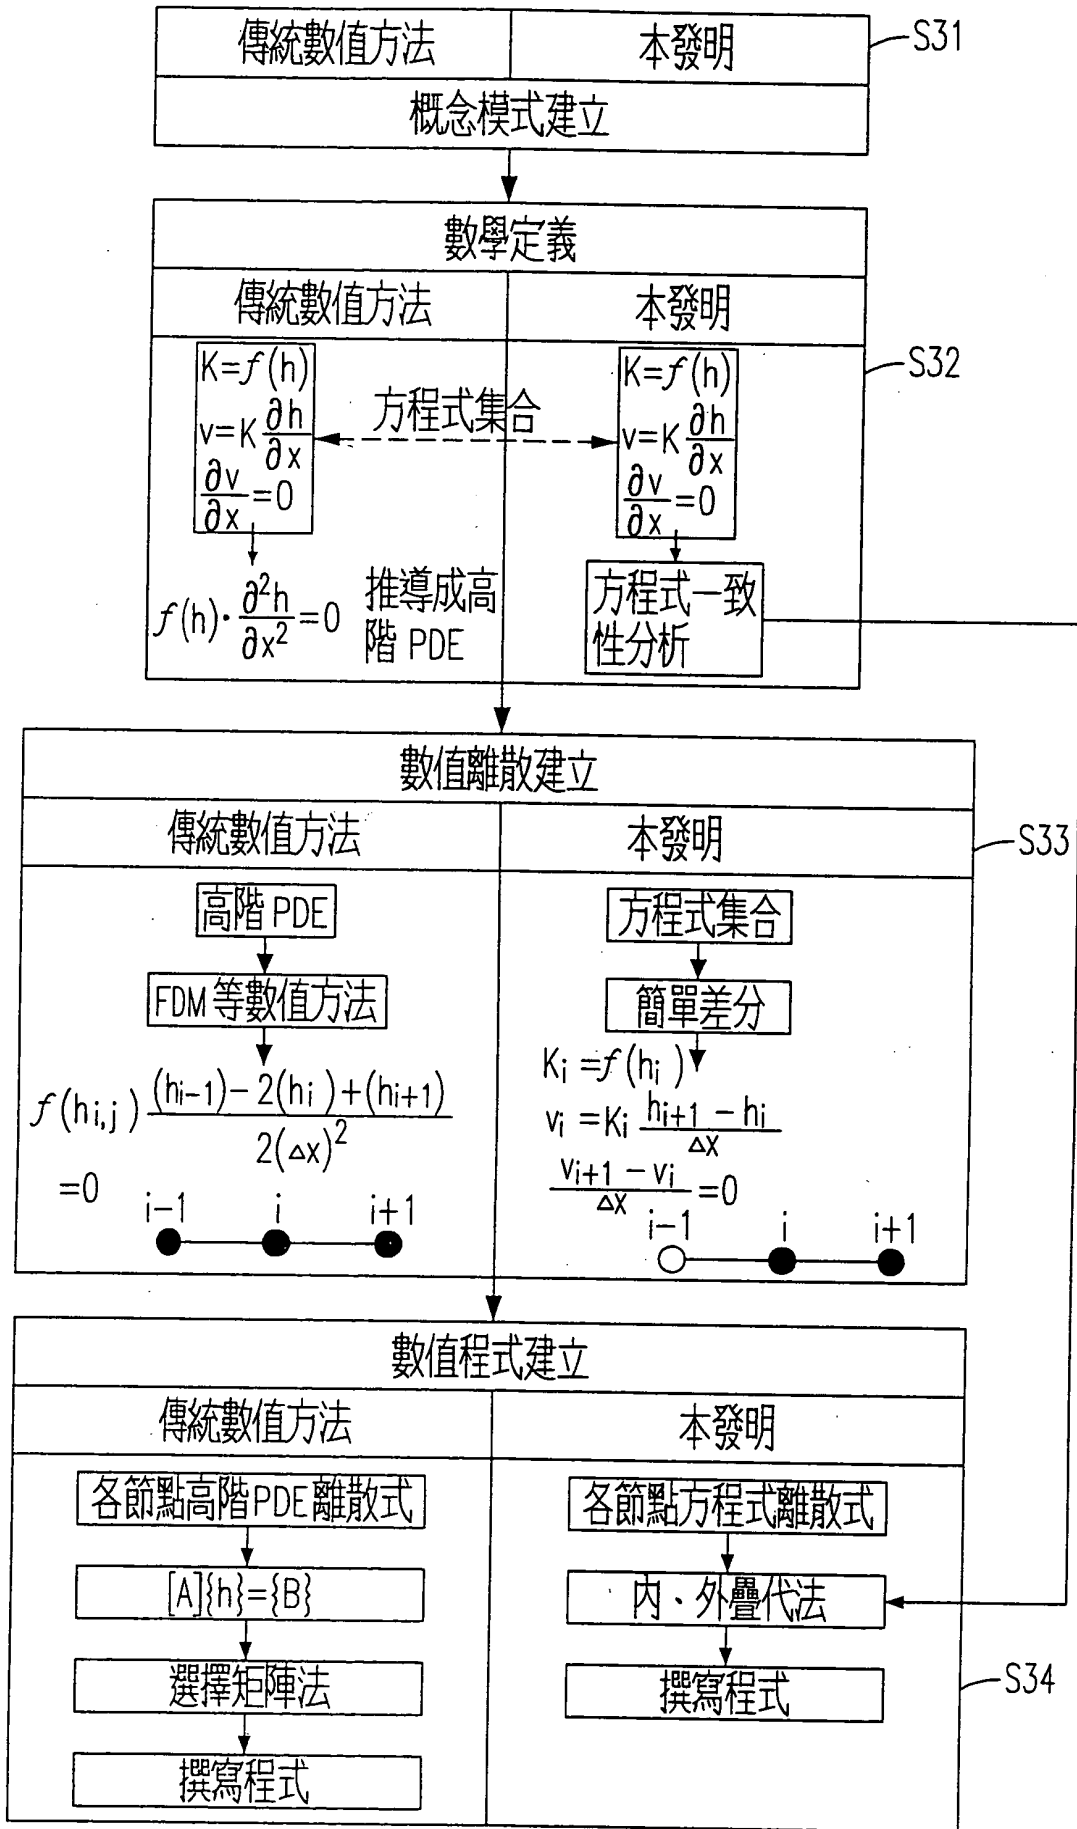 傳統數值方法 本發明 S31
概念模式建立
數學定義
傳統數值方法 本發明
S32
K=f(h)
v=K ∂h/∂x
∂v/∂x=0
方程式集合
K=f(h)
v=K ∂h/∂x
∂v/∂x=0
f(h)·∂²h/∂x²=0
推導成高
階 PDE
方程式一致
性分析
數值離散建立
傳統數值方法 本發明
S33
高階 PDE
FDM 等數值方法
f(hi,j) (hi-1)-2(hi)+(hi+1)/2(△x)²
=0
i-1 i i+1
方程式集合
簡單差分
Ki=f(hi)
vi=Ki hi+1-hi/△x
vi+1-vi/△x=0
i-1 i i+1
數值程式建立
傳統數值方法 本發明
各節點高階PDE離散式
[A]{h}={B}
選擇矩陣法
撰寫程式
各節點方程式離散式
內、外疊代法
撰寫程式
S34